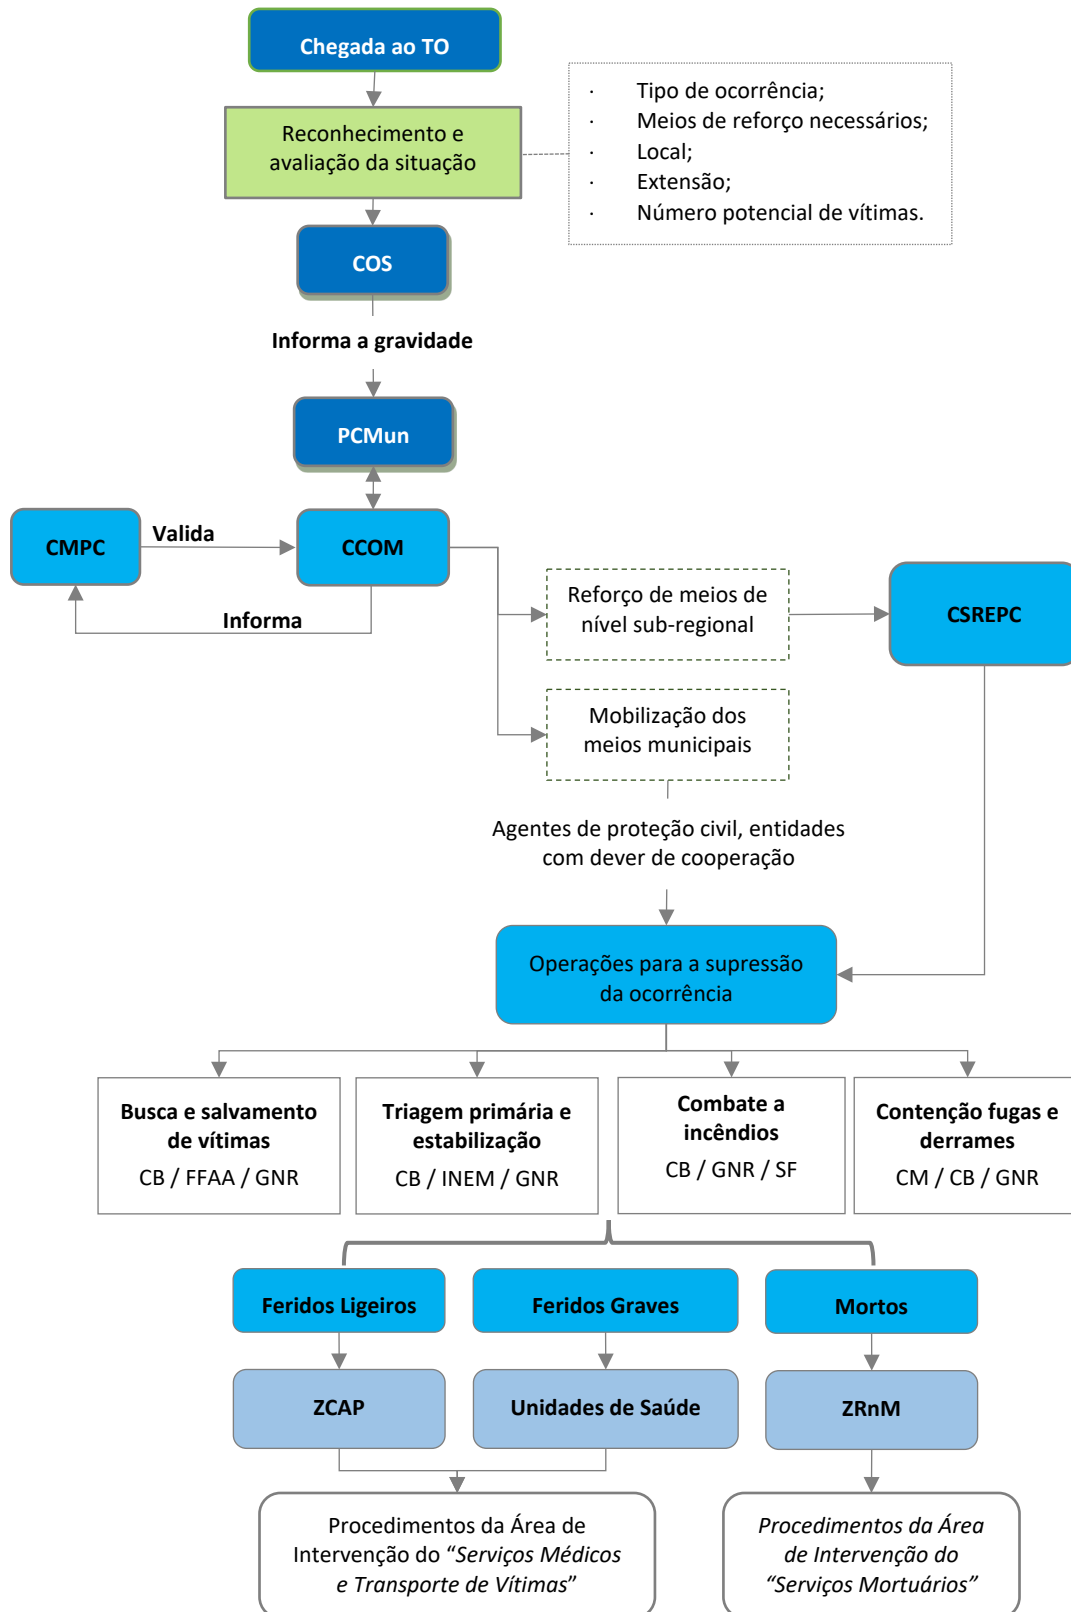 Chegada ao TO
Reconhecimento e
avaliação da situação
· Tipo de ocorrência;
· Meios de reforço necessários;
· Local;
· Extensão;
· Número potencial de vítimas.
COS
Informa a gravidade
PCMun
CMPC
Valida
CCOM
Informa
Reforço de meios de
nível sub-regional
CSREPC
Mobilização dos
meios municipais
Agentes de proteção civil, entidades
com dever de cooperação
Operações para a supressão
da ocorrência
Busca e salvamento
de vítimas
CB / FFAA / GNR
Triagem primária e
estabilização
CB / INEM / GNR
Combate a
incêndios
CB / GNR / SF
Contenção fugas e
derrames
CM / CB / GNR
Feridos Ligeiros
Feridos Graves
Mortos
ZCAP
Unidades de Saúde
ZRnM
Procedimentos da Área de
Intervenção do “Serviços Médicos
e Transporte de Vítimas”
Procedimentos da Área
de Intervenção do
“Serviços Mortuários”